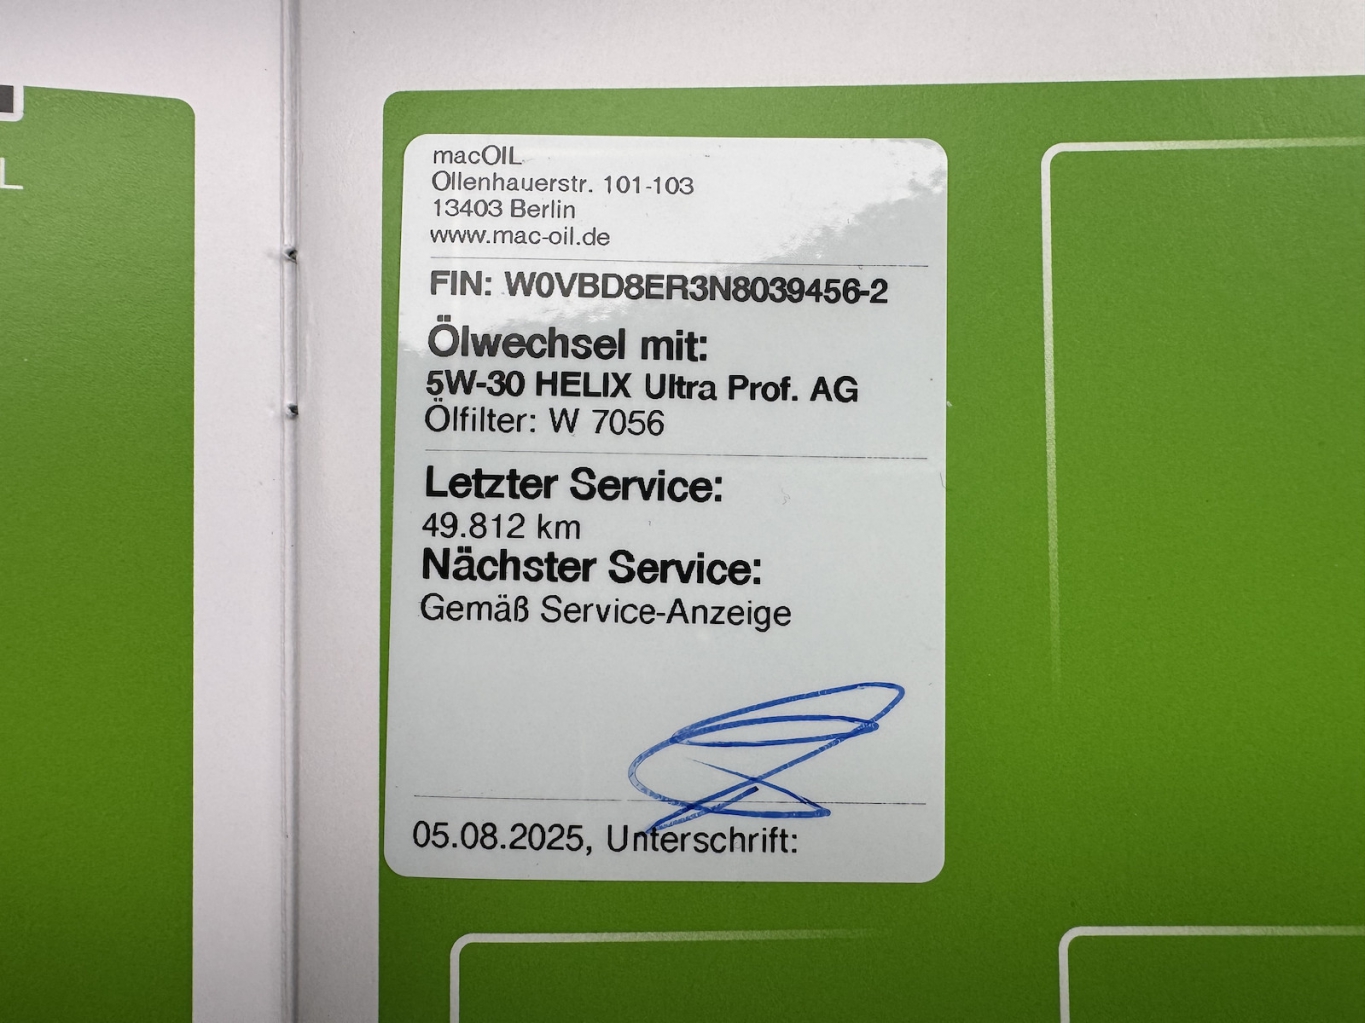 L
macOIL
Ollenhauerstr. 101-103
13403 Berlin
www.mac-oil.de
FIN: W0VBD8ER3N8039456-2
Ölwechsel mit:
5W-30 HELIX Ultra Prof. AG
Ölfilter: W 7056
Letzter Service:
49.812 km
Nächster Service:
Gemäß Service-Anzeige
05.08.2025, Unterschrift: